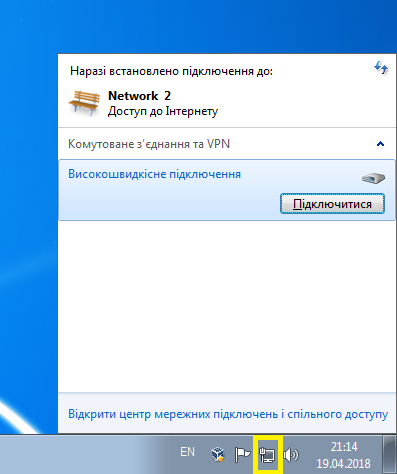 Наразі встановлено підключення до:
Network 2
Доступ до Інтернету
Комутоване з’єднання та VPN
Високошвидкісне підключення
Підключитися
Відкрити центр мережних підключень і спільного доступу
EN
21:14
19.04.2018